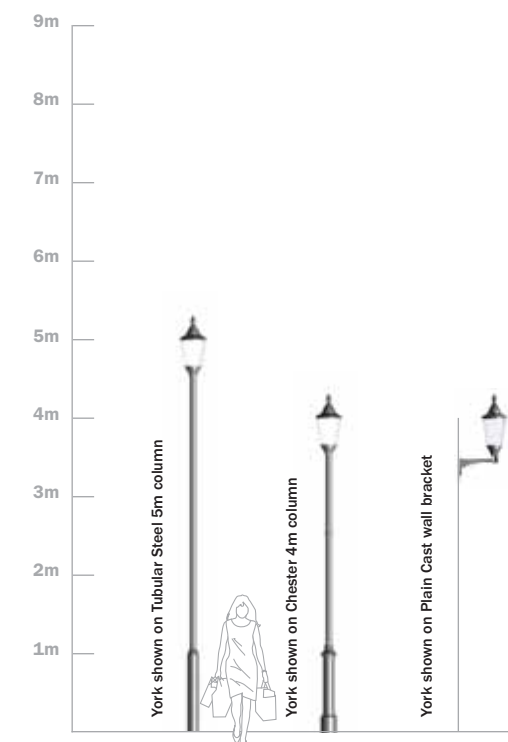 9m
8m
7m
6m
5m
4m
3m
2m
1m
York shown on Tubular Steel 5m column
York shown on Chester 4m column
York shown on Plain Cast wall bracket